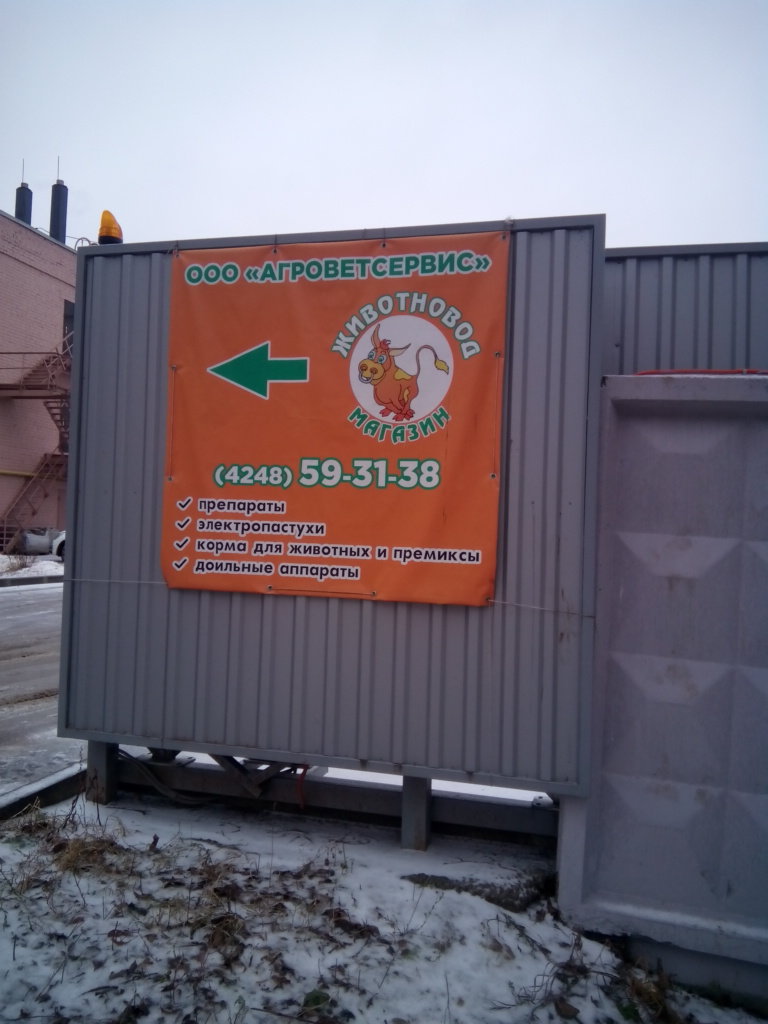 ООО «АГРОВЕТСЕРВИС»
ЖИВОТНОВОД
МАГАЗИН
(4248) 59-31-38
препараты
электропастухи
корма для животных и премиксы
доильные аппараты